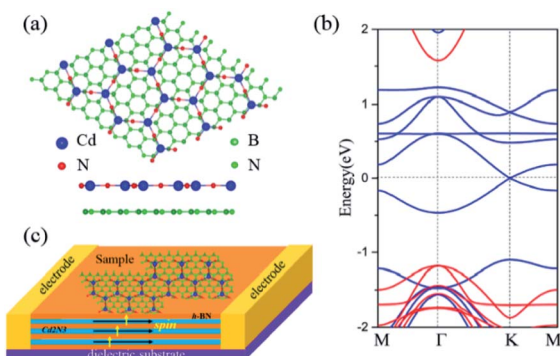 (a)
Cd
B
N
N
(b)
Energy(eV)
2
1
0
-1
-2
M
Γ
K
M
(c)
electrode
Sample
electrode
h-BN
Cd2N3
spin
dielectric substrate